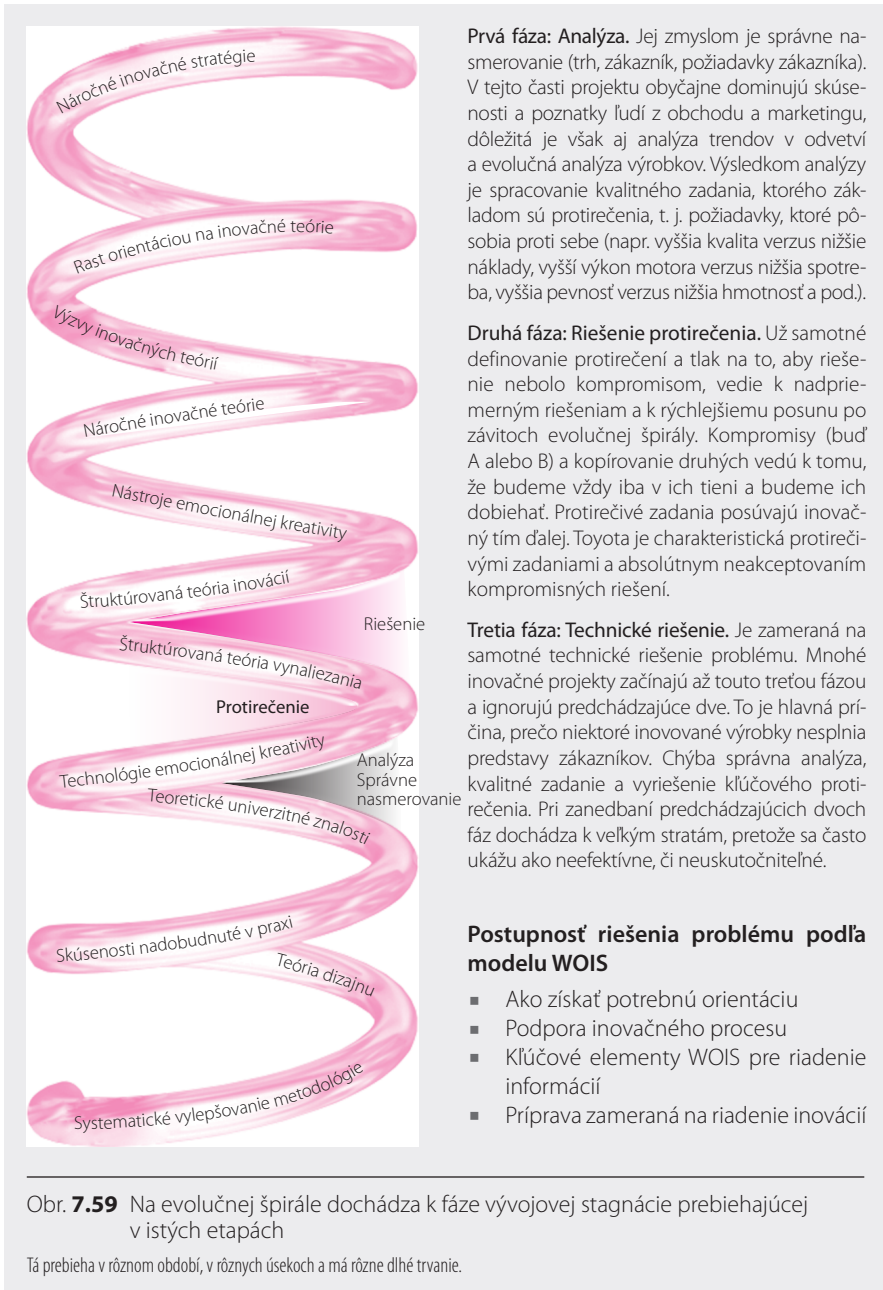 Náročné inovačné stratégie
Rast orientáciou na inovačné teórie
Výzvy inovačných teórií
Náročné inovačné teórie
Nástroje emocionálnej kreativity
Štruktúrovaná teória inovácií
Riešenie
Štruktúrovaná teória vynaliezania
Protirečenie
Technológie emocionálnej kreativity
Analýza
Správne
nasmerovanie
Teoretické univerzitné znalosti
Skúsenosti nadobudnuté v praxi
Teória dizajnu
Systematické vylepšovanie metodológie
Prvá fáza: Analýza. Jej zmyslom je správne na-
smerovanie (trh, zákazník, požiadavky zákazníka).
V tejto časti projektu obyčajne dominujú skúse-
nosti a poznatky ľudí z obchodu a marketingu,
dôležitá je však aj analýza trendov v odvetví
a evolučná analýza výrobkov. Výsledkom analýzy
je spracovanie kvalitného zadania, ktorého zák-
ladom sú protirečenia, t. j. požiadavky, ktoré pô-
sobia proti sebe (napr. vyššia kvalita verzus nižšie
náklady, vyšší výkon motora verzus nižšia spotre-
ba, vyššia pevnosť verzus nižšia hmotnosť a pod.).
Druhá fáza: Riešenie protirečenia. Už samotné
definovanie protirečení a tlak na to, aby rieše-
nie nebolo kompromisom, vedie k nadprie-
merným riešeniam a k rýchlejšiemu posunu po
závitoch evolučnej špirály. Kompromisy (buď
A alebo B) a kopírovanie druhých vedú k tomu,
že budeme vždy iba v ich tieni a budeme ich
dobiehať. Protirečivé zadania posúvajú inovač-
ný tím ďalej. Toyota je charakteristická protireči-
vými zadaniami a absolútnym neakceptovaním
kompromisných riešení.
Tretia fáza: Technické riešenie. Je zameraná na
samotné technické riešenie problému. Mnohé
inovačné projekty začínajú až touto treťou fázou
a ignorujú predchádzajúce dve. To je hlavná prí-
čina, prečo niektoré inovované výrobky nesplnia
predstavy zákazníkov. Chýba správna analýza,
kvalitné zadanie a vyriešenie kľúčového proti-
rečenia. Pri zanedbaní predchádzajúcich dvoch
fáz dochádza k veľkým stratám, pretože sa často
ukážu ako neefektívne, či neuskutočniteľné.
Postupnosť riešenia problému podľa
modelu WOIS
▪ Ako získať potrebnú orientáciu
▪ Podpora inovačného procesu
▪ Kľúčové elementy WOIS pre riadenie
informácií
▪ Príprava zameraná na riadenie inovácií
Obr. 7.59 Na evolučnej špirále dochádza k fáze vývojovej stagnácie prebiehajúcej
v istých etapách
Tá prebieha v rôznom období, v rôznych úsekoch a má rôzne dlhé trvanie.